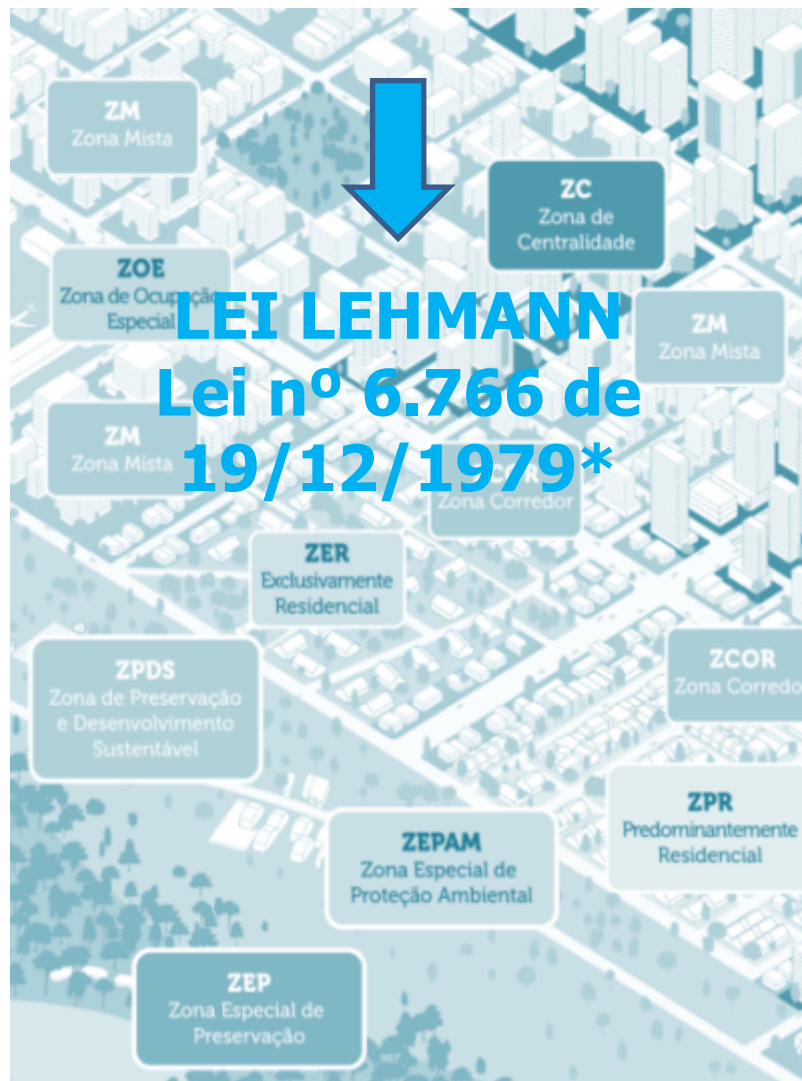 ZM
Zona Mista
ZC
Zona de
Centralidade
ZOE
Zona de Ocupação
Especial
LEI LEHMANN
Lei nº 6.766 de
19/12/1979*
ZM
Zona Mista
ZM
Zona Mista
Zona Corredor
ZER
Exclusivamente
Residencial
ZPDS
Zona de Preservação
e Desenvolvimento
Sustentável
ZCOR
Zona Corredo
ZPR
Predominantemente
Residencial
ZEPAM
Zona Especial de
Proteção Ambiental
ZEP
Zona Especial de
Preservação